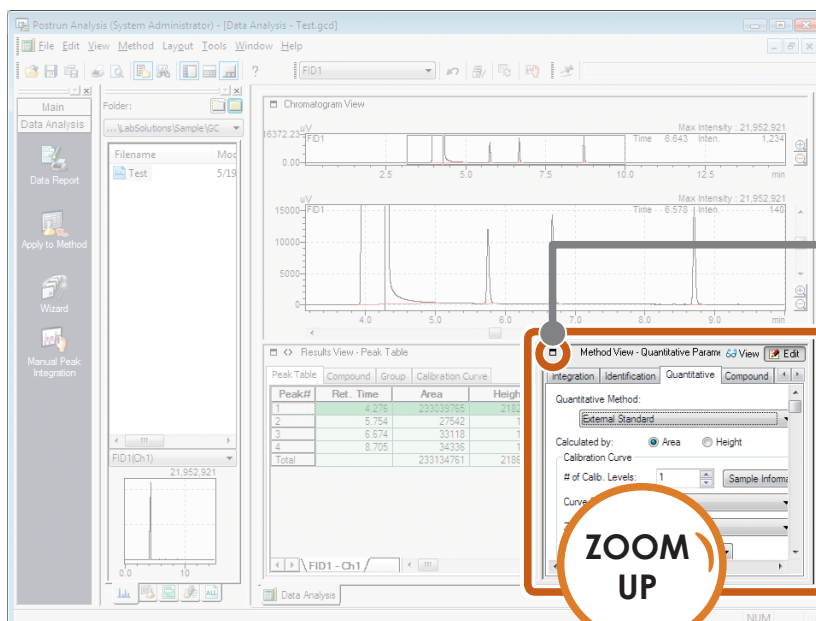 Postrun Analysis (System Administrator) - [Data Analysis - Test.gcd]
File Edit View Method Layout Tools Window Help
FID1
Main
Data Analysis
Data Report
Apply to Method
Wizard
Manual Peak
Integration
Folder:
...\LabSolutions\Sample\GC
Filename
Test 5/19
FID1(Ch1)
21,952,921
0.0 10
ALL
Chromatogram View
16372.23 uV
FID1
Max Intensity : 21,952,921
Time 6.643 Inten. 1,234
0.00
2.5 5.0 7.5 10.0 12.5 min
uV
Max Intensity : 21,952,921
15000 FID1
Time 6.578 Inten. 140
10000
5000
0
4.0 5.0 6.0 7.0 8.0 9.0 min
Results View - Peak Table
Peak Table Compound Group Calibration Curve
Peak# Ret. Time Area
1 4.276 233039765
2 5.754 27542
3 6.674 33118
4 8.705 34336
Total 233134761
FID1 - Ch1
Data Analysis
Method View - Quantitative View Edit
Integration Identification Quantitative Compound
Quantitative Method:
External Standard
Calculated by: Area Height
Calibration Curve
# of Calib. Levels: 1 Sample
ZOOM
UP
NUM